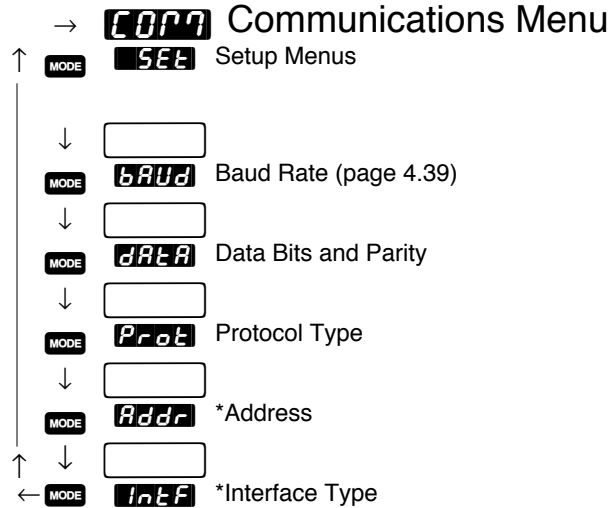 → COM Communications Menu
↑ MODE SEt Setup Menus
↓
MODE bAUd Baud Rate (page 4.39)
↓
MODE dAtA Data Bits and Parity
↓
MODE Prot Protocol Type
↓
MODE Addr *Address
↑ ↓
← MODE IntF *Interface Type